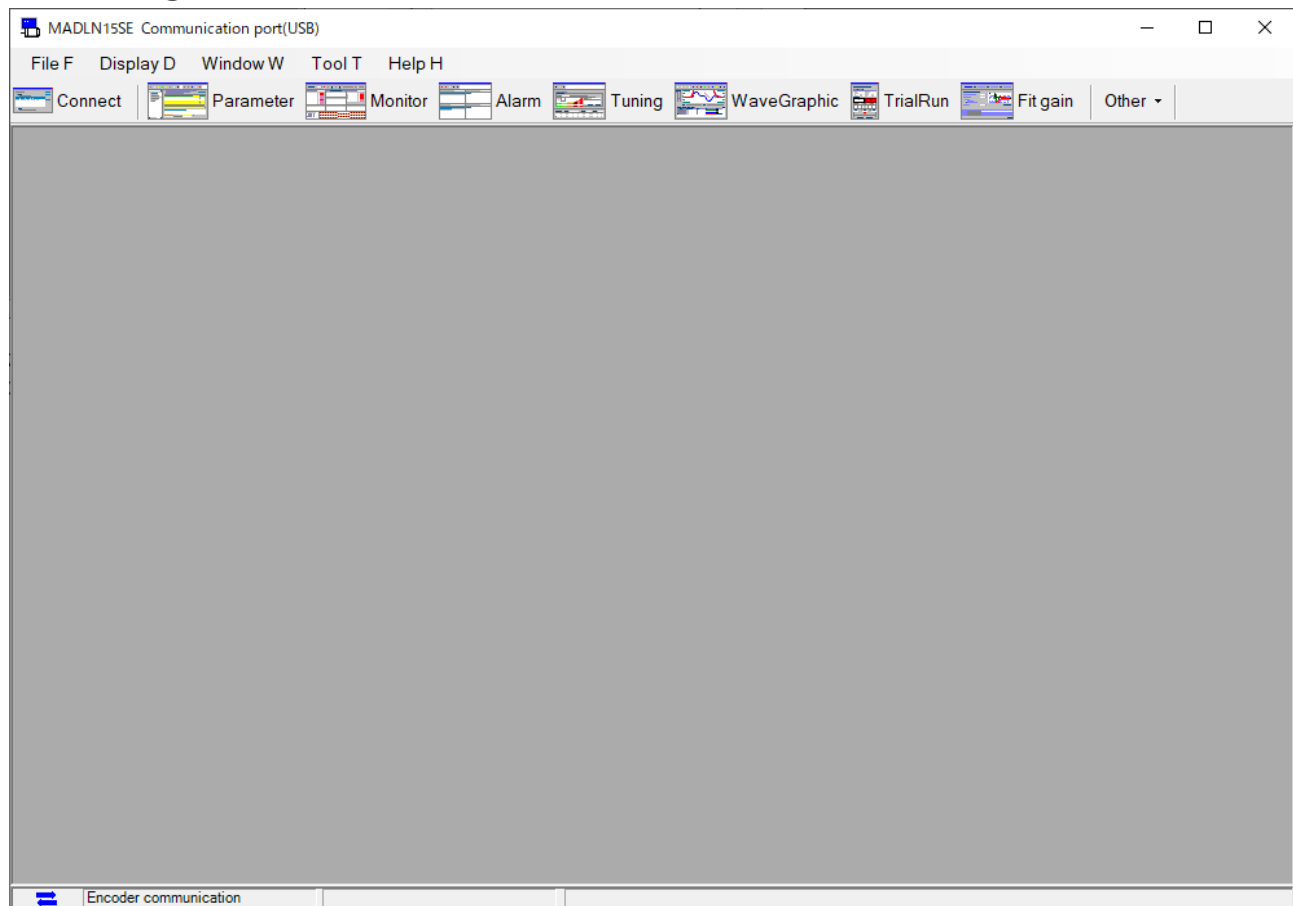 MADLN15SE Communication port(USB)
File F Display D Window W Tool T Help H
Connect Parameter Monitor Alarm Tuning WaveGraphic TrialRun Fit gain Other
Encoder communication